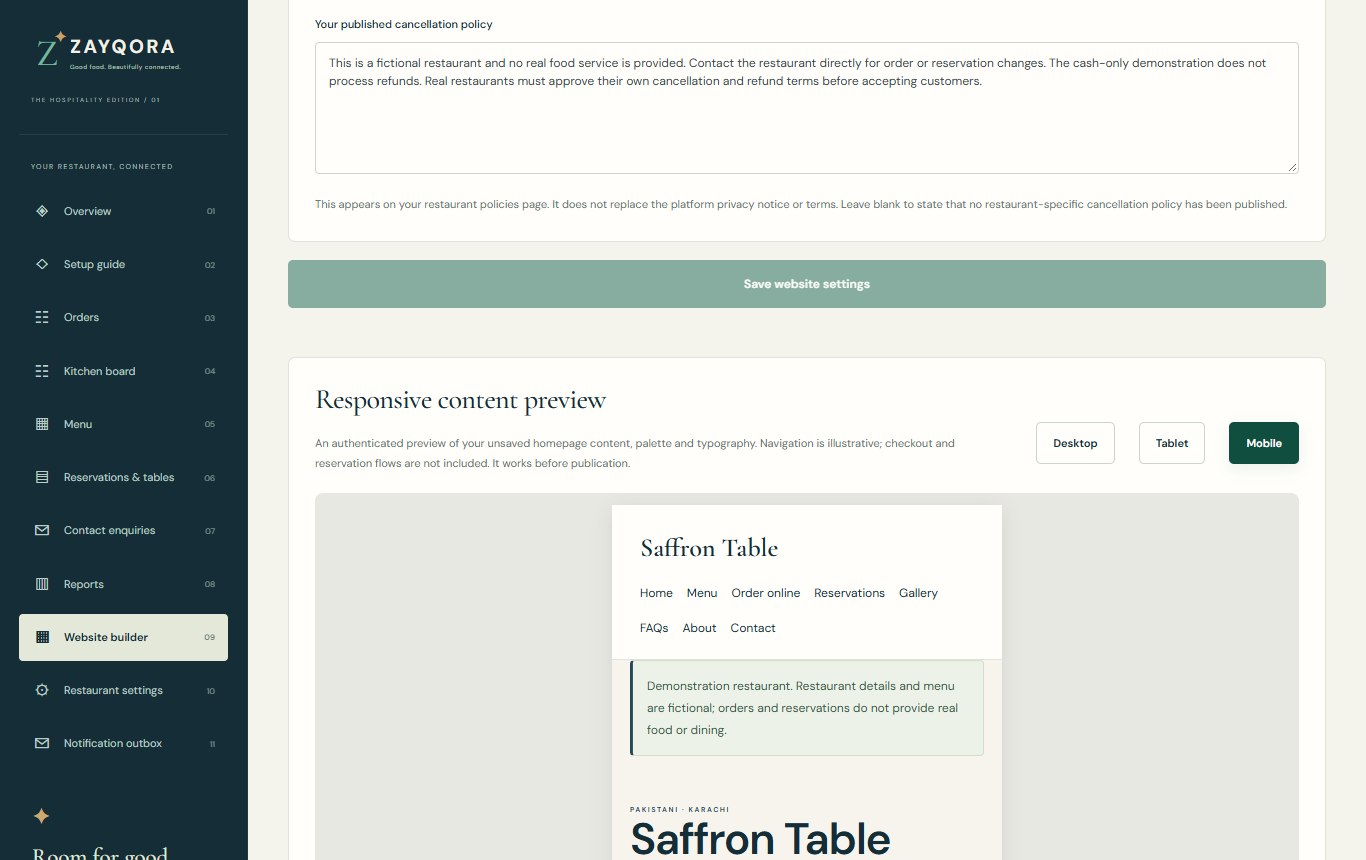 ZAYQORA
Good food. Beautifully connected.
THE HOSPITALITY EDITION / 01
YOUR RESTAURANT, CONNECTED
Overview 01
Setup guide 02
Orders 03
Kitchen board 04
Menu 05
Reservations & tables 06
Contact enquiries 07
Reports 08
Website builder 09
Restaurant settings 10
Notification outbox 11
Room for good
Your published cancellation policy
This is a fictional restaurant and no real food service is provided. Contact the restaurant directly for order or reservation changes. The cash-only demonstration does not
process refunds. Real restaurants must approve their own cancellation and refund terms before accepting customers.
This appears on your restaurant policies page. It does not replace the platform privacy notice or terms. Leave blank to state that no restaurant-specific cancellation policy has been published.
Save website settings
Responsive content preview
An authenticated preview of your unsaved homepage content, palette and typography. Navigation is illustrative; checkout and
reservation flows are not included. It works before publication.
Desktop Tablet Mobile
Saffron Table
Home Menu Order online Reservations Gallery
FAQs About Contact
Demonstration restaurant. Restaurant details and menu
are fictional; orders and reservations do not provide real
food or dining.
PAKISTANI · KARACHI
Saffron Table